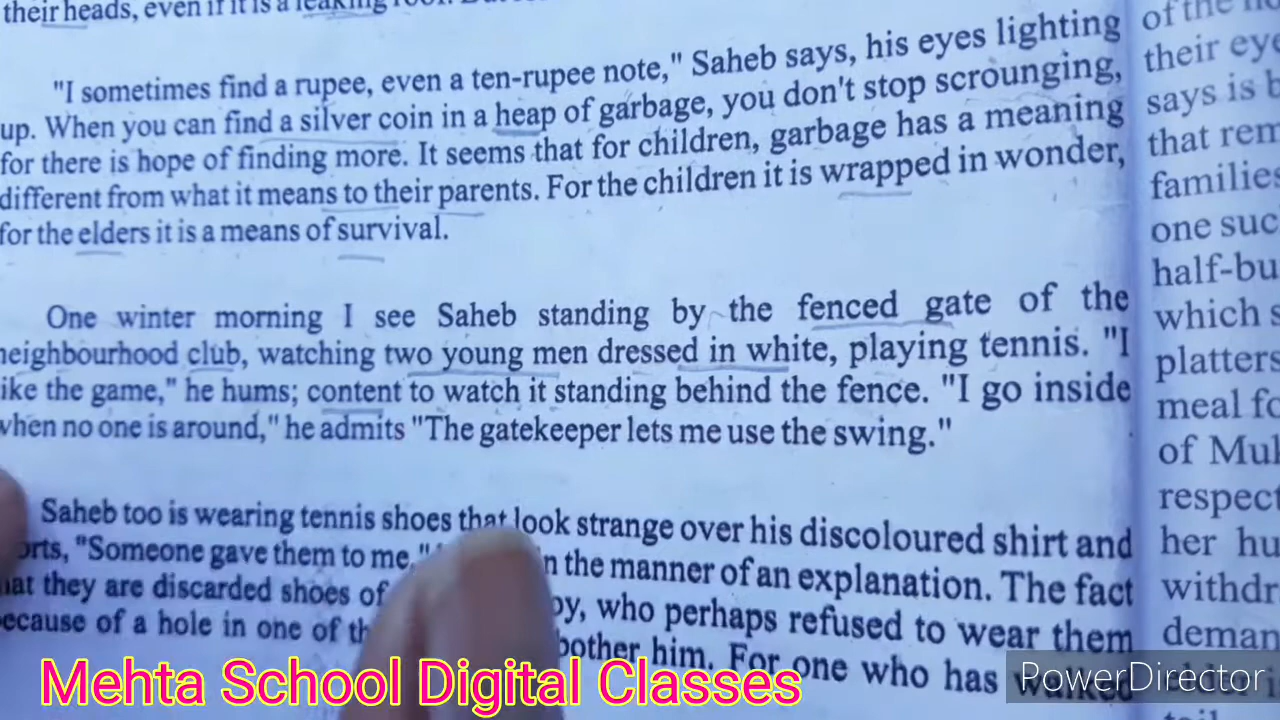 their heads, even if it is a leaking
"I sometimes find a rupee, even a ten-rupee note," Saheb says, his eyes lighting
up. When you can find a silver coin in a heap of garbage, you don't stop scrounging,
for there is hope of finding more. It seems that for children, garbage has a meaning
different from what it means to their parents. For the children it is wrapped in wonder,
for the elders it is a means of survival.
One winter morning I see Saheb standing by the fenced gate of the
neighbourhood club, watching two young men dressed in white, playing tennis. "I
ike the game," he hums; content to watch it standing behind the fence. "I go inside
when no one is around," he admits "The gatekeeper lets me use the swing."
Saheb too is wearing tennis shoes that look strange over his discoloured shirt and
orts, "Someone gave them to me," in the manner of an explanation. The fact
hat they are discarded shoes of oy, who perhaps refused to wear them
ecause of a hole in one of th bother him. For one who has walked
of the
their eye
says is b
that rem
families
one suc
half-bu
which s
platters
meal fo
of Muk
respect
her hu
withdr
deman
Mehta School Digital Classes
PowerDirector